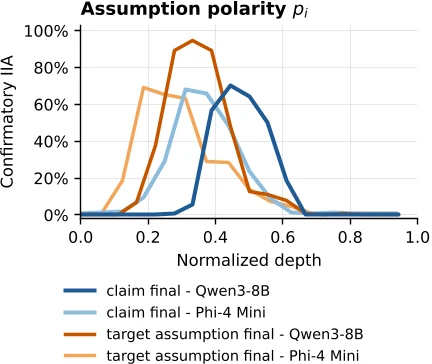 Assumption polarity pᵢ
Confirmatory IIA
100%
80%
60%
40%
20%
0%
0.0 0.2 0.4 0.6 0.8 1.0
Normalized depth
claim final - Qwen3-8B
claim final - Phi-4 Mini
target assumption final - Qwen3-8B
target assumption final - Phi-4 Mini